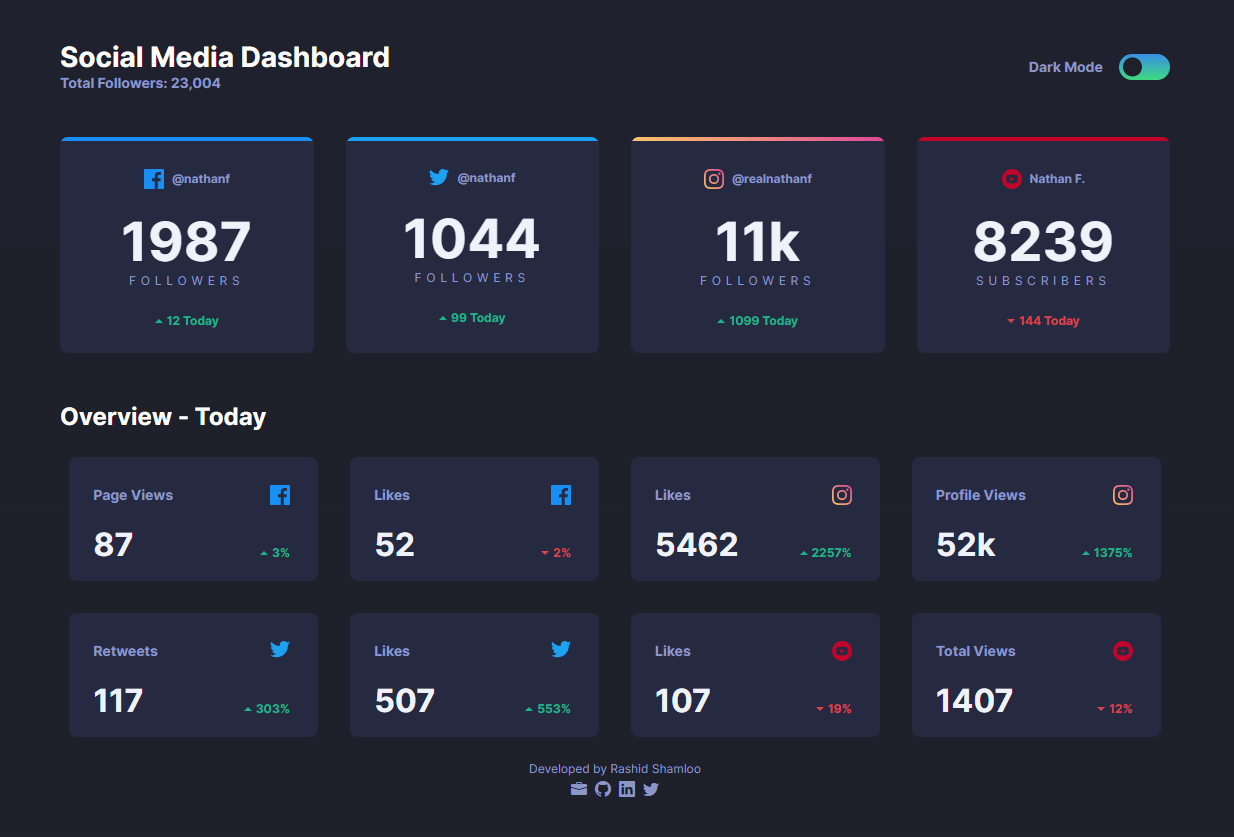 Social Media Dashboard
Total Followers: 23,004
Dark Mode
@nathanf
1987
FOLLOWERS
12 Today
@nathanf
1044
FOLLOWERS
99 Today
@realnathanf
11k
FOLLOWERS
1099 Today
Nathan F.
8239
SUBSCRIBERS
144 Today
Overview - Today
Page Views
87
3%
Likes
52
2%
Likes
5462
2257%
Profile Views
52k
1375%
Retweets
117
303%
Likes
507
553%
Likes
107
19%
Total Views
1407
12%
Developed by Rashid Shamloo